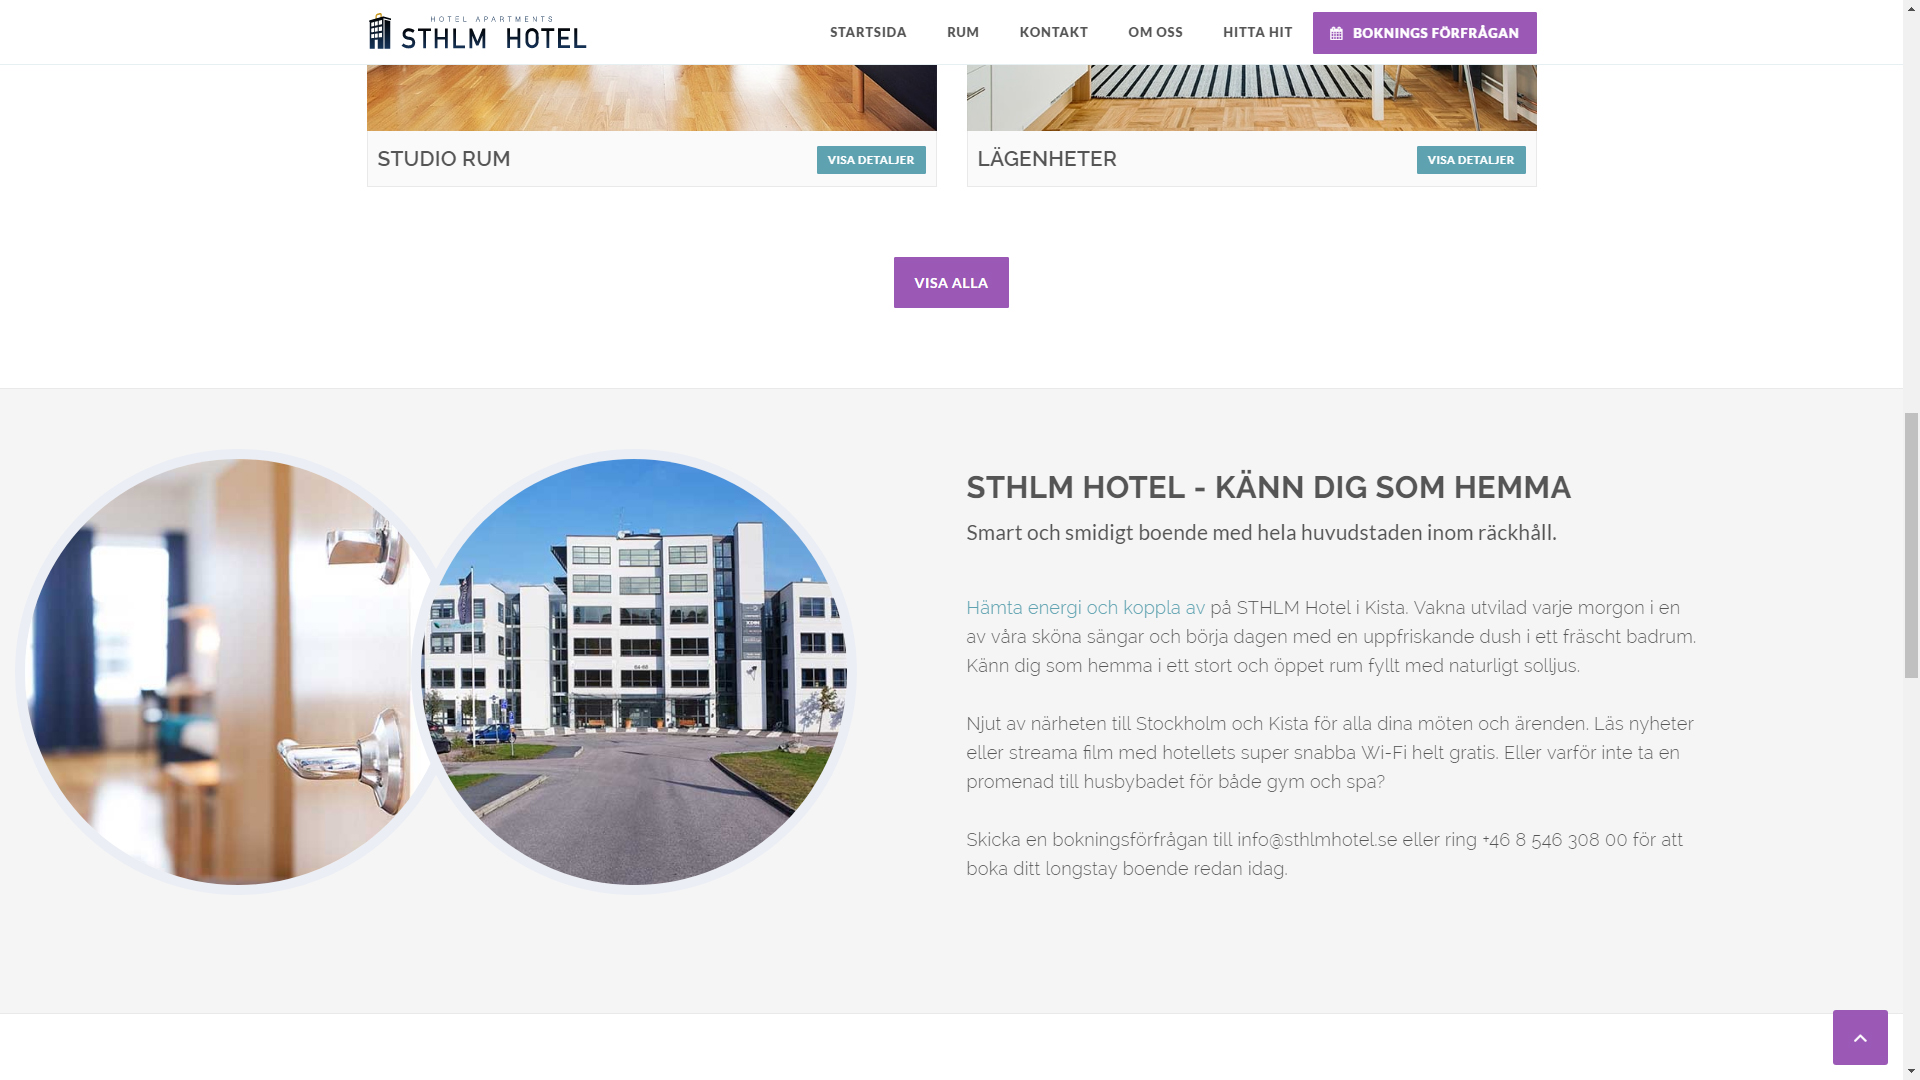 HOTEL APARTMENTS
STHLM HOTEL
STARTSIDA
RUM
KONTAKT
OM OSS
HITTA HIT
BOKNINGS FÖRFRÅGAN
STUDIO RUM
VISA DETALJER
LÄGENHETER
VISA DETALJER
VISA ALLA
STHLM HOTEL - KÄNN DIG SOM HEMMA
Smart och smidigt boende med hela huvudstaden inom räckhåll.
Hämta energi och koppla av på STHLM Hotel i Kista. Vakna utvilad varje morgon i en
av våra sköna sängar och börja dagen med en uppfriskande dush i ett fräscht badrum.
Känn dig som hemma i ett stort och öppet rum fyllt med naturligt solljus.
Njut av närheten till Stockholm och Kista för alla dina möten och ärenden. Läs nyheter
eller streama film med hotellets super snabba Wi-Fi helt gratis. Eller varför inte ta en
promenad till husbybadet för både gym och spa?
Skicka en bokningsförfrågan till info@sthlmhotel.se eller ring +46 8 546 308 00 för att
boka ditt longstay boende redan idag.